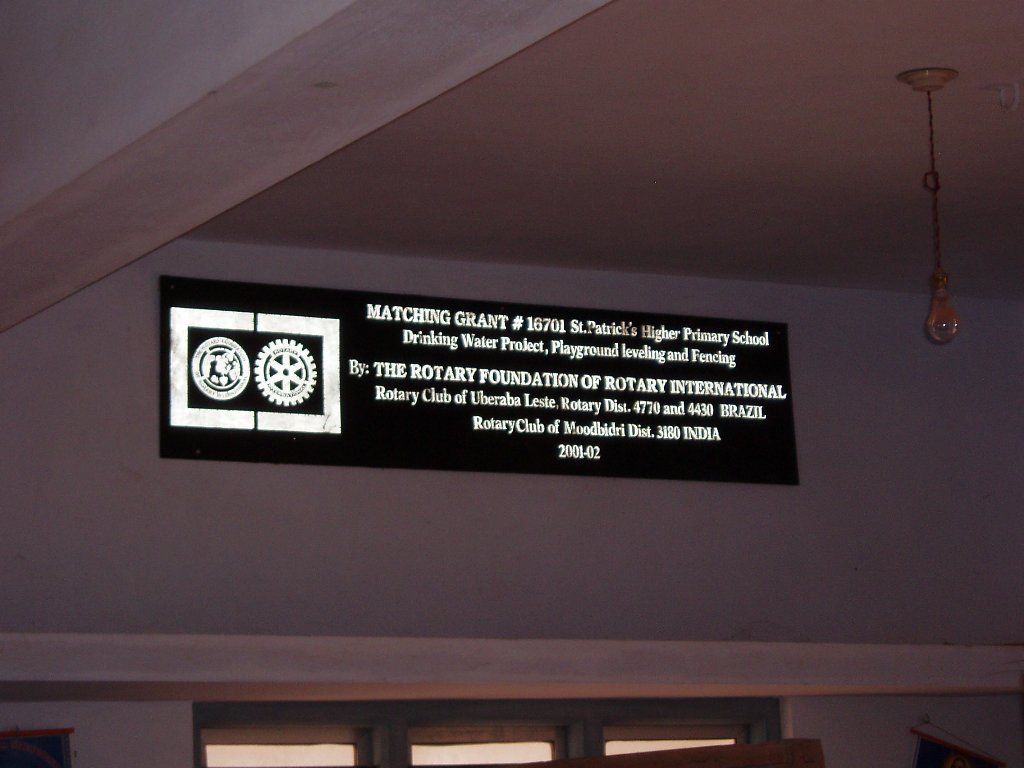 MATCHING GRANT # 16701 St.Patrick's Higher Primary School
Drinking Water Project, Playground leveling and Fencing
By: THE ROTARY FOUNDATION OF ROTARY INTERNATIONAL
Rotary Club of Uberaba Leste, Rotary Dist. 4770 and 4430 BRAZIL
Rotary Club of Moodbidri Dist. 3180 INDIA
2001-02